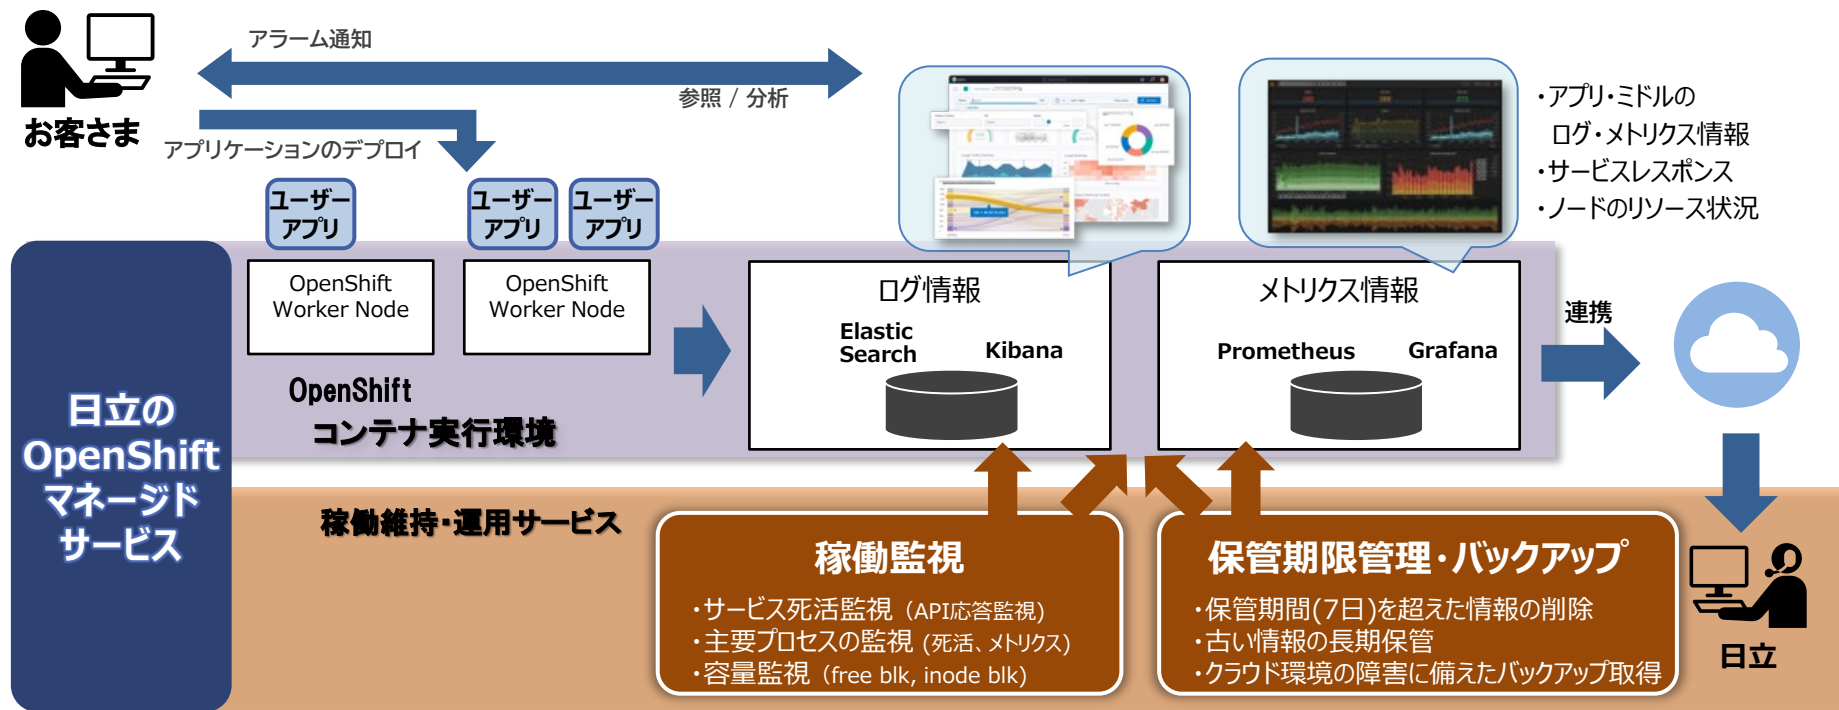 アラーム通知
参照 / 分析
お客さま
アプリケーションのデプロイ
・アプリ・ミドルの
ログ・メトリクス情報
・サービスレスポンス
・ノードのリソース状況
ユーザー
アプリ
ユーザー
アプリ
ユーザー
アプリ
OpenShift
Worker Node
OpenShift
Worker Node
ログ情報
Elastic
Search
Kibana
メトリクス情報
Prometheus
Grafana
連携
OpenShift
コンテナ実行環境
日立の
OpenShift
マネージド
サービス
稼働維持・運用サービス
稼働監視
・サービス死活監視（API応答監視)
・主要プロセスの監視 (死活、メトリクス)
・容量監視（free blk, inode blk)
保管期限管理・バックアップ
・保管期間(7日)を超えた情報の削除
・古い情報の長期保管
・クラウド環境の障害に備えたバックアップ取得
日立